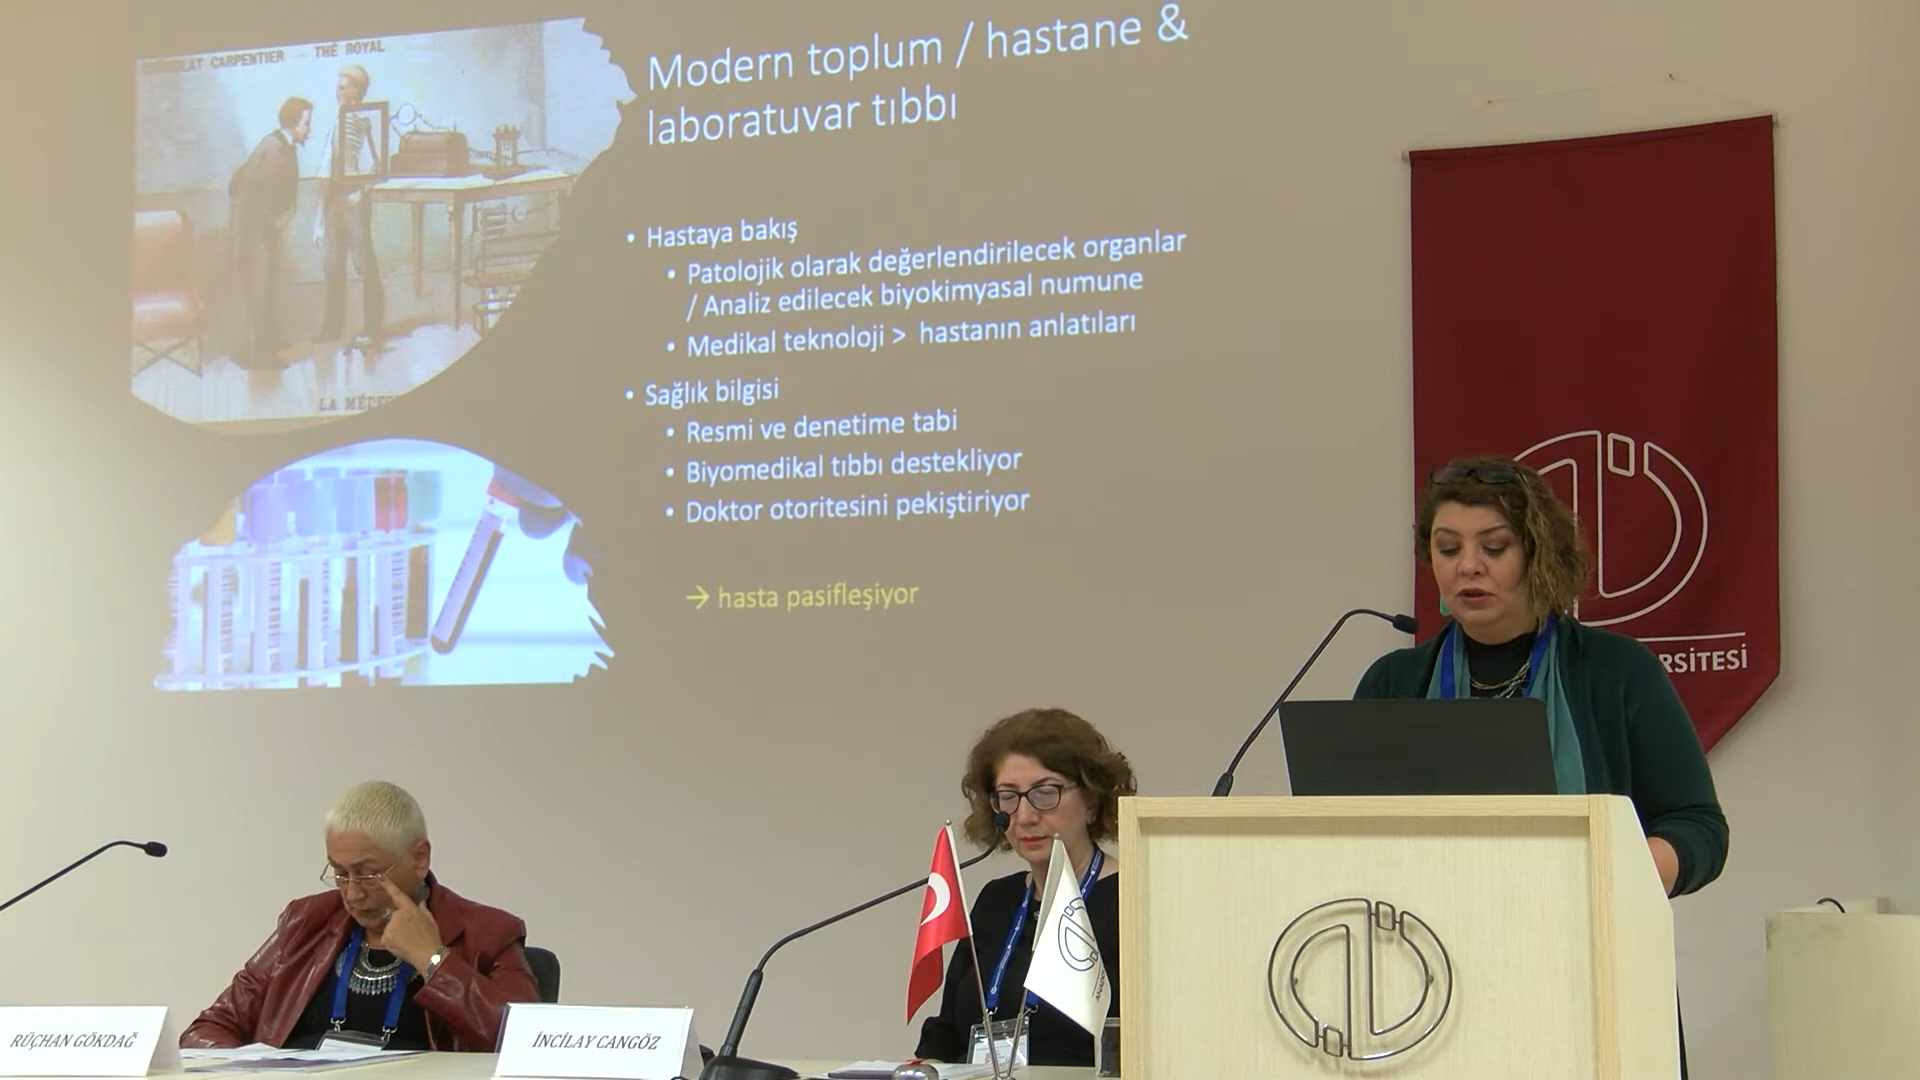 CHOCOLAT CARPENTIER — THE ROYAL
Modern toplum / hastane &
laboratuvar tıbbı
• Hastaya bakış
• Patolojik olarak değerlendirilecek organlar
/ Analiz edilecek biyokimyasal numune
• Medikal teknoloji > hastanın anlatıları
• Sağlık bilgisi
• Resmi ve denetime tabi
• Biyomedikal tıbbı destekliyor
• Doktor otoritesini pekiştiriyor
→ hasta pasifleşiyor
LA
RSİTESİ
RÜÇHAN GÖKDAĞ
İNCİLAY CANGÖZ